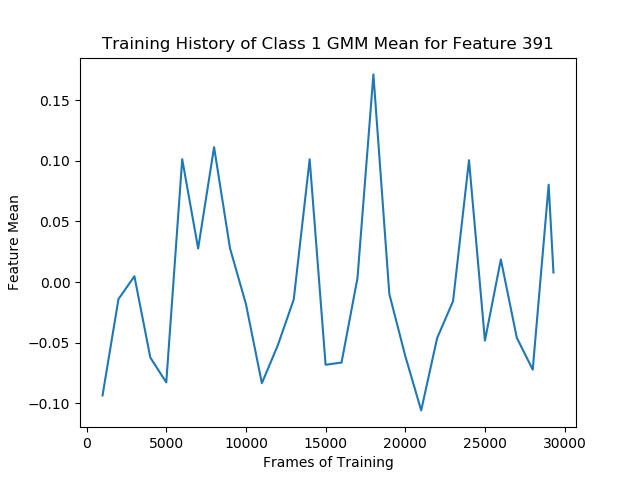 Training History of Class 1 GMM Mean for Feature 391
0.15
0.10
0.05
0.00
−0.05
−0.10
Feature Mean
0 5000 10000 15000 20000 25000 30000
Frames of Training